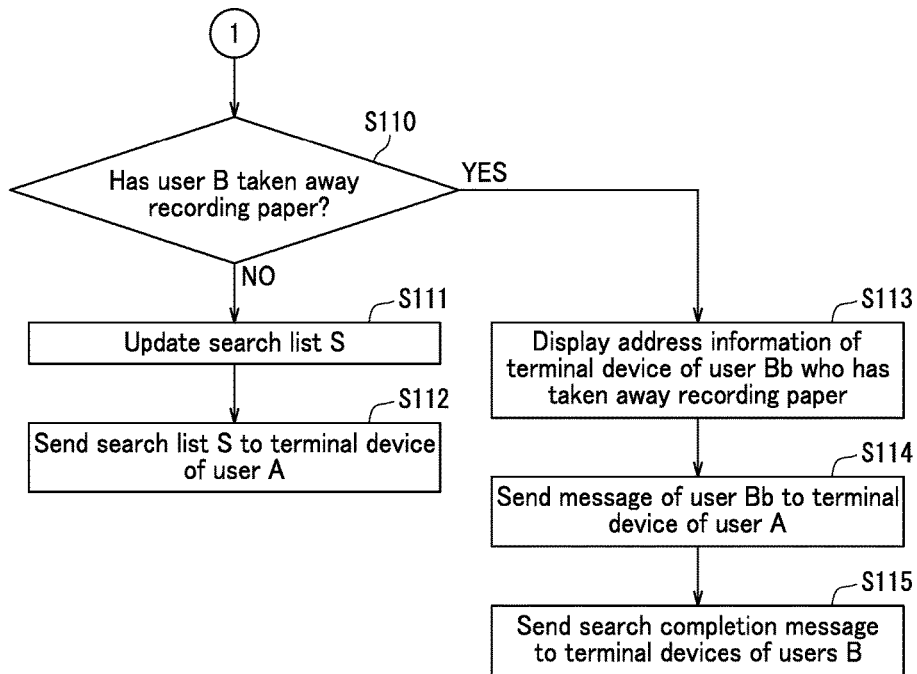 1
S110
Has user B taken away
recording paper?
YES
NO
S111
Update search list S
S112
Send search list S to terminal device
of user A
S113
Display address information of
terminal device of user Bb who has
taken away recording paper
S114
Send message of user Bb to terminal
device of user A
S115
Send search completion message
to terminal devices of users B